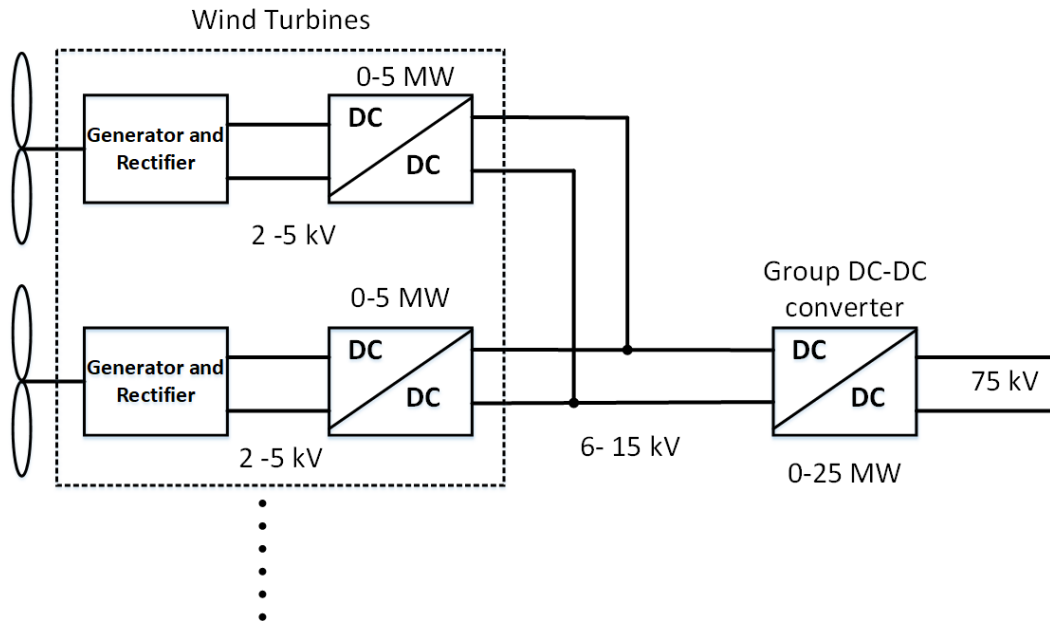 Wind Turbines
0-5 MW
Generator and
Rectifier
DC
DC
2 -5 kV
0-5 MW
Generator and
Rectifier
DC
DC
2 -5 kV
6- 15 kV
Group DC-DC
converter
DC
DC
75 kV
0-25 MW